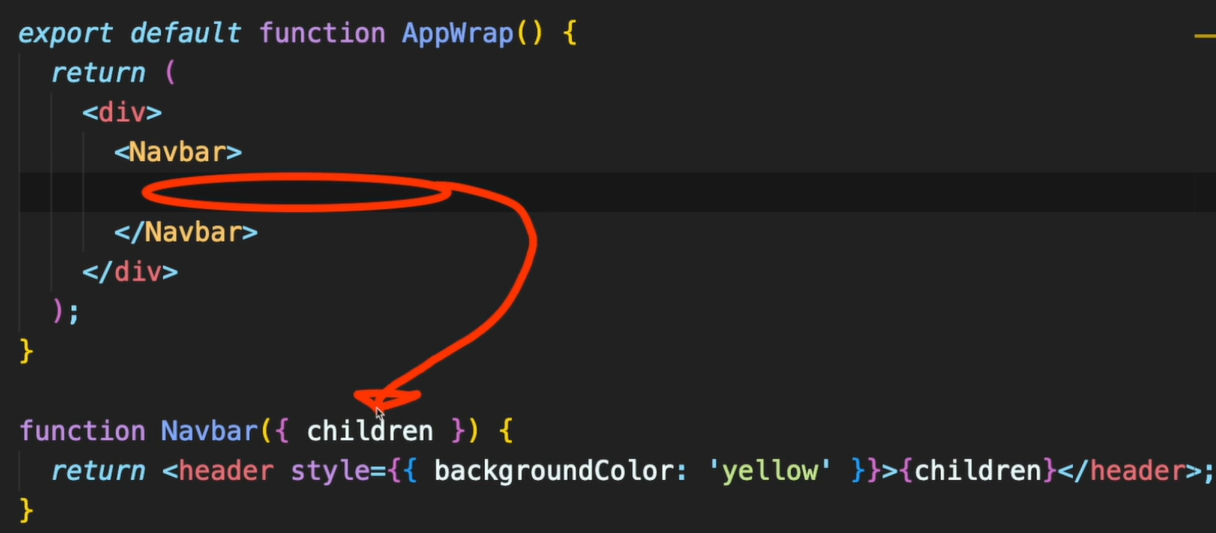 export default function AppWrap() {
return (
<div>
<Navbar>
</Navbar>
</div>
);
}
function Navbar({ children }) {
return <header style={{ backgroundColor: 'yellow' }}>{children}</header>;
}